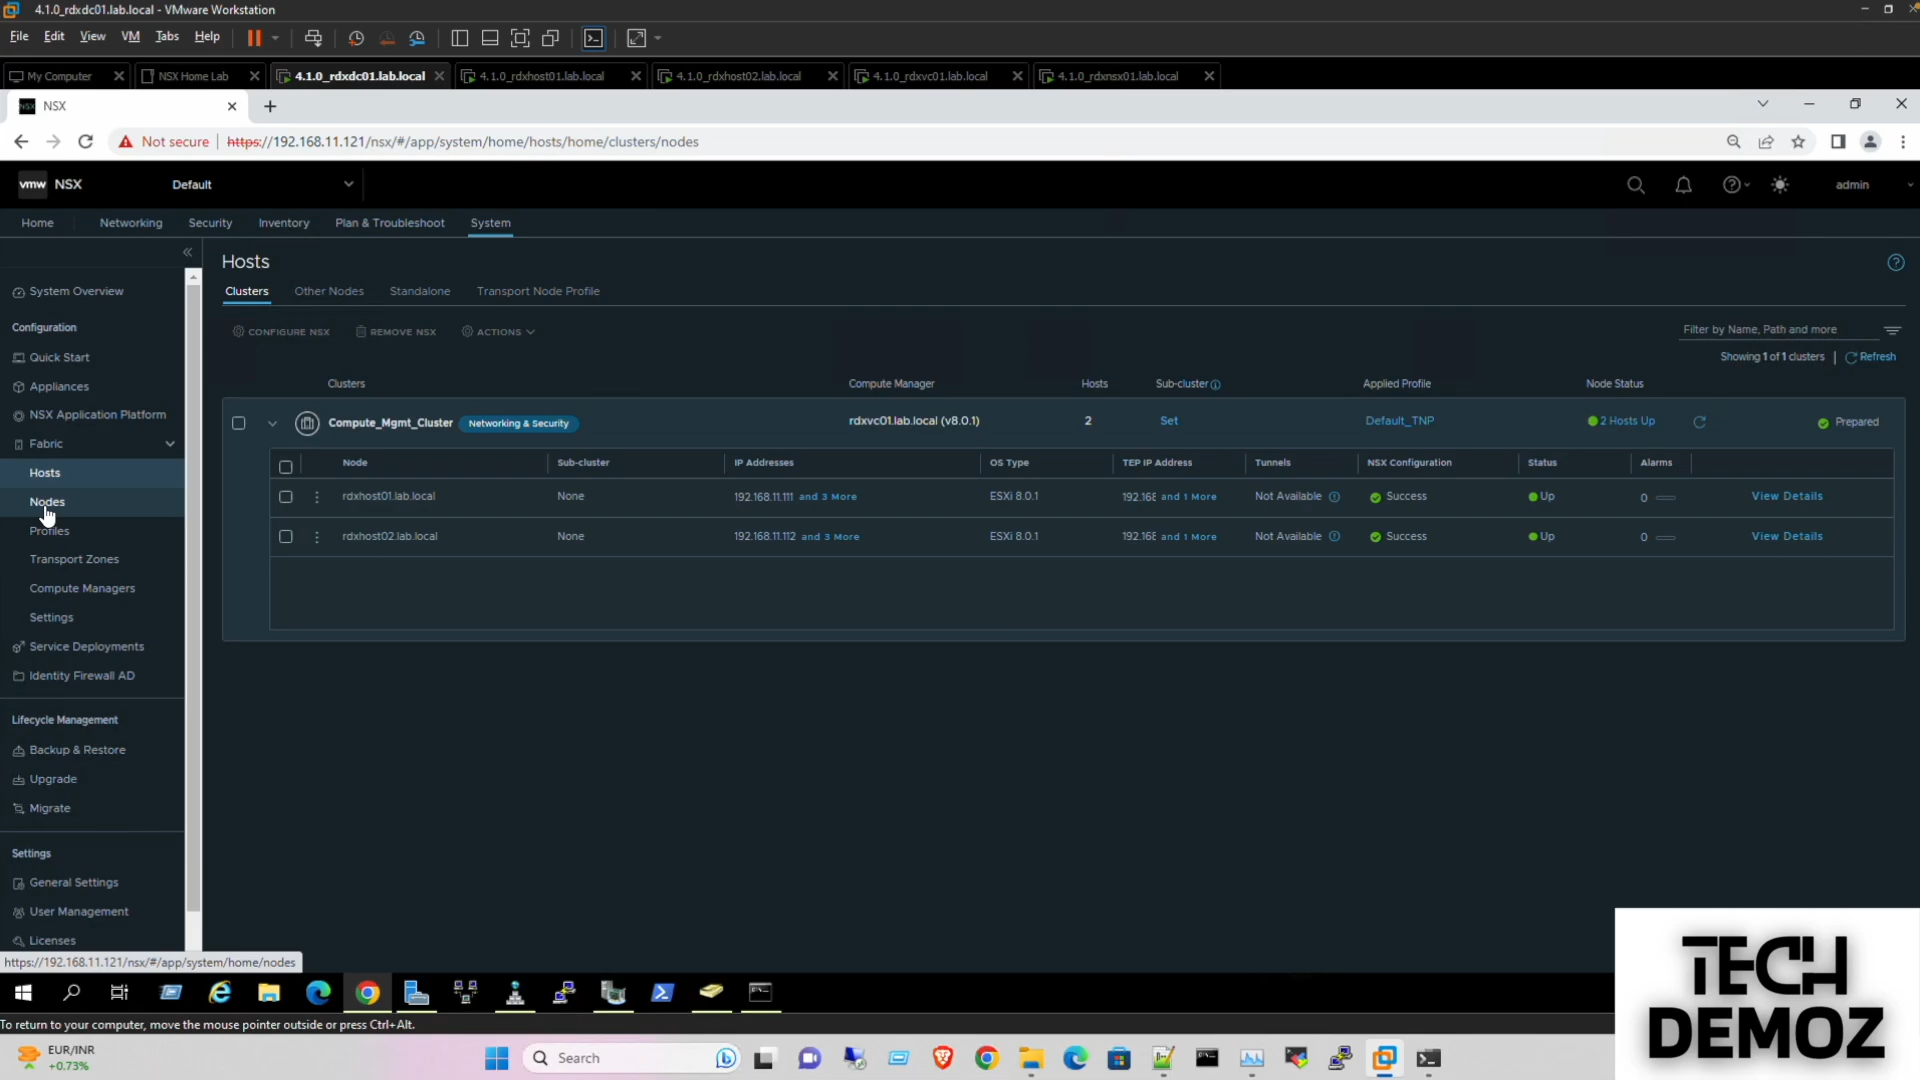 4.1.0_rdxdc01.lab.local - VMware Workstation
File Edit View VM Tabs Help
My Computer NSX Home Lab 4.1.0_rdxdc01.lab.local 4.1.0_rdxhost01.lab.local 4.1.0_rdxhost02.lab.local 4.1.0_rdxvc01.lab.local 4.1.0_rdxnsx01.lab.local
NSX NSX
Not secure https://192.168.11.121/nsx/#/app/system/home/hosts/home/clusters/nodes
vmw NSX Default admin
Home Networking Security Inventory Plan & Troubleshoot System
Hosts
System Overview
Clusters Other Nodes Standalone Transport Node Profile
Configuration
CONFIGURE NSX REMOVE NSX ACTIONS Filter by Name, Path and more
Quick Start
Showing 1 of 1 clusters | Refresh
Appliances
Clusters Compute Manager Hosts Sub-cluster Applied Profile Node Status
NSX Application Platform
Compute_Mgmt_Cluster Networking & Security rdxvc01.lab.local (v8.0.1) 2 Set Default_TNP 2 Hosts Up Prepared
Fabric
Node Sub-cluster IP Addresses OS Type TEP IP Address Tunnels NSX Configuration Status Alarms
Hosts
rdxhost01.lab.local None 192.168.11.111 and 3 More ESXi 8.0.1 192.168 and 1 More Not Available Success Up 0 View Details
Nodes
rdxhost02.lab.local None 192.168.11.112 and 3 More ESXi 8.0.1 192.168 and 1 More Not Available Success Up 0 View Details
Profiles
Transport Zones
Compute Managers
Settings
Service Deployments
Identity Firewall AD
Lifecycle Management
Backup & Restore
Upgrade
Migrate
Settings
General Settings
User Management
Licenses
https://192.168.11.121/nsx/#/app/system/home/nodes
To return to your computer, move the mouse pointer outside or press Ctrl+Alt.
EUR/INR
+0.73%
Search
TECH
DEMOZ